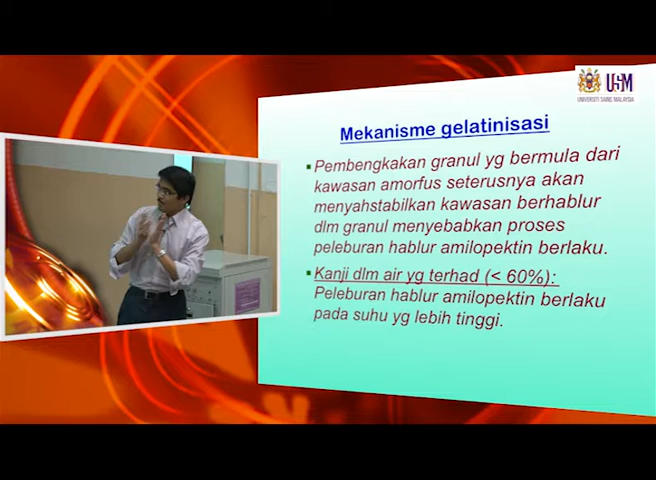 USM
UNIVERSITI SAINS MALAYSIA
Mekanisme gelatinisasi
Pembengkakan granul yg bermula dari
kawasan amorfus seterusnya akan
menyahstabilkan kawasan berhablur
dlm granul menyebabkan proses
peleburan hablur amilopektin berlaku.
Kanji dlm air yg terhad (< 60%):
Peleburan hablur amilopektin berlaku
pada suhu yg lebih tinggi.